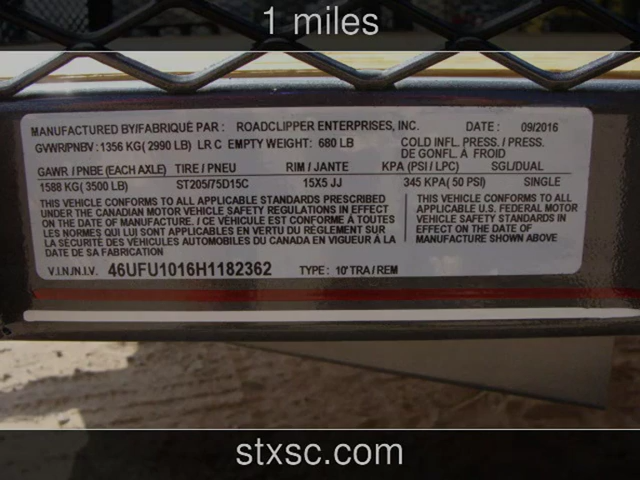 1 miles
MANUFACTURED BY/FABRIQUÉ PAR : ROADCLIPPER ENTERPRISES, INC. DATE : 09/2016
GVWR/PNBV : 1356 KG( 2990 LB) LR C EMPTY WEIGHT: 680 LB COLD INFL. PRESS./ PRESS.
DE GONFL. À FROID
GAWR / PNBE (EACH AXLE) TIRE / PNEU RIM / JANTE KPA (PSI / LPC) SGL/DUAL
1588 KG( 3500 LB) ST205/75D15C 15X5 JJ 345 KPA( 50 PSI) SINGLE
THIS VEHICLE CONFORMS TO ALL APPLICABLE STANDARDS PRESCRIBED
UNDER THE CANADIAN MOTOR VEHICLE SAFETY REGULATIONS IN EFFECT
ON THE DATE OF MANUFACTURE. / CE VÉHICULE EST CONFORME À TOUTES
LES NORMES QUI LUI SONT APPLICABLES EN VERTU DU RÈGLEMENT SUR
LA SÉCURITÉ DES VÉHICULES AUTOMOBILES DU CANADA EN VIGUEUR À LA
DATE DE SA FABRICATION
THIS VEHICLE CONFORMS TO ALL
APPLICABLE U.S. FEDERAL MOTOR
VEHICLE SAFETY STANDARDS IN
EFFECT ON THE DATE OF
MANUFACTURE SHOWN ABOVE
V.I.N./N.I.V. 46UFU1016H1182362 TYPE : 10' TRA / REM
stxsc.com